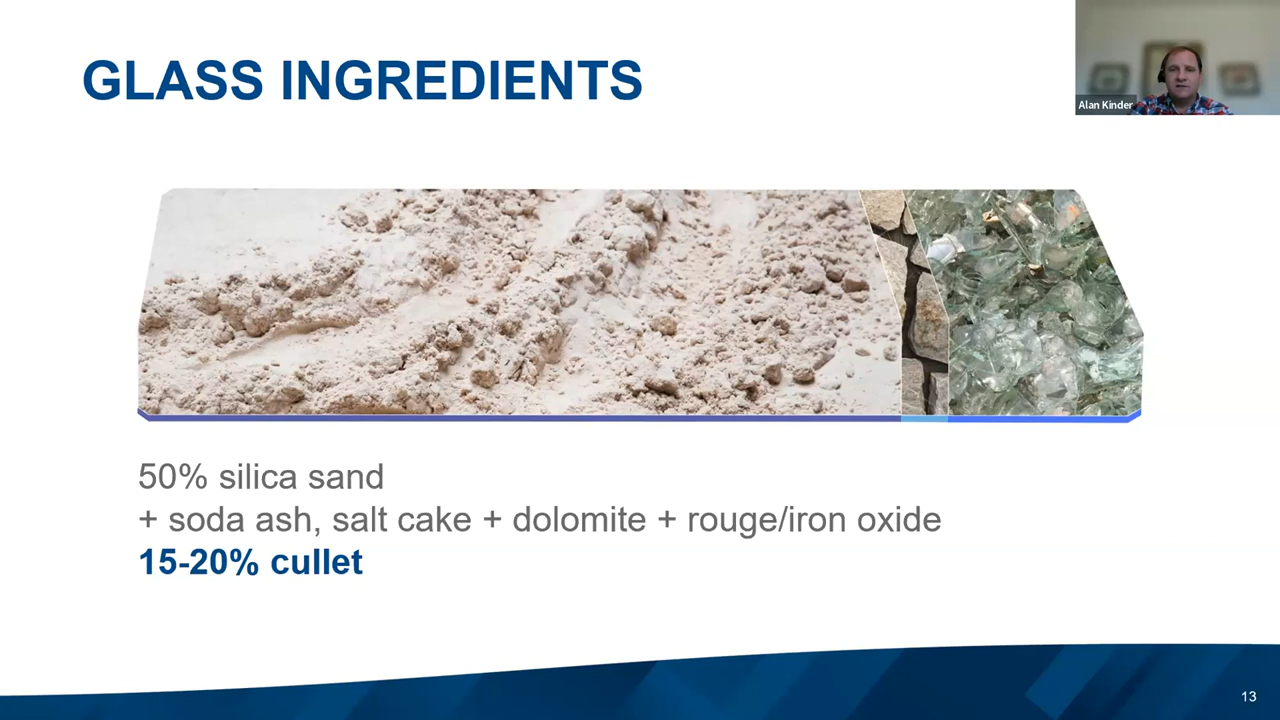 GLASS INGREDIENTS
Alan Kinder
50% silica sand
+ soda ash, salt cake + dolomite + rouge/iron oxide
15-20% cullet
13